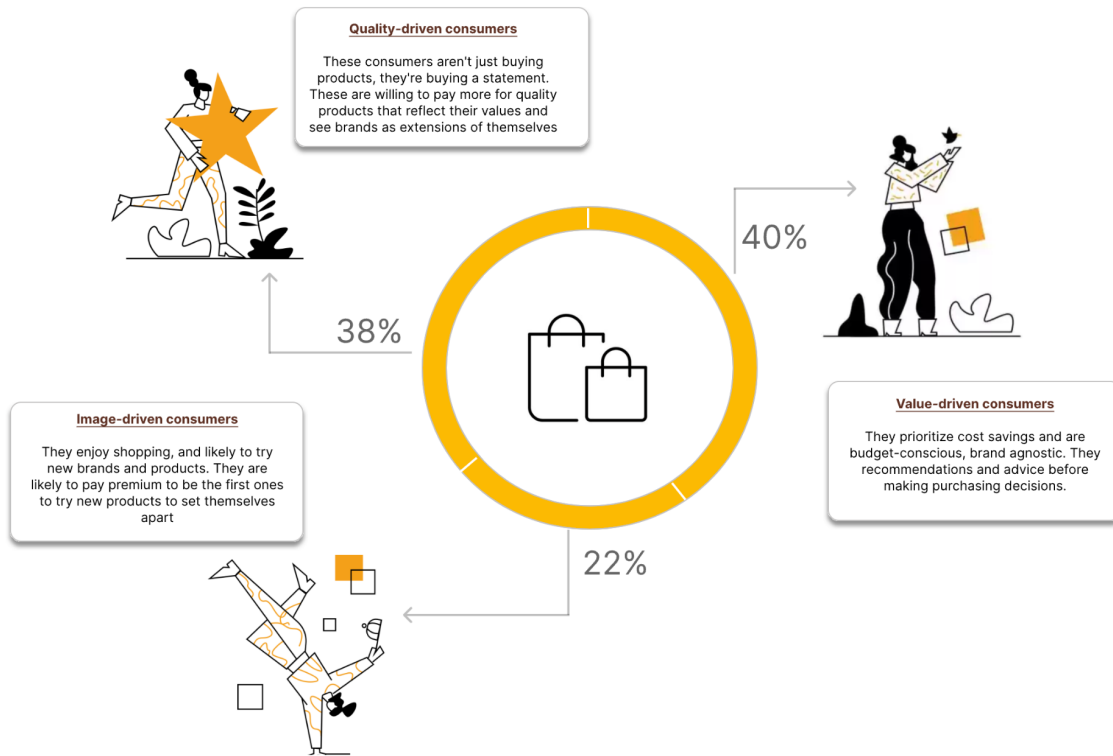 Quality-driven consumers
These consumers aren't just buying
products, they're buying a statement.
These are willing to pay more for quality
products that reflect their values and
see brands as extensions of themselves
40%
38%
Image-driven consumers
They enjoy shopping, and likely to try
new brands and products. They are
likely to pay premium to be the first ones
to try new products to set themselves
apart
Value-driven consumers
They prioritize cost savings and are
budget-conscious, brand agnostic. They
recommendations and advice before
making purchasing decisions.
22%